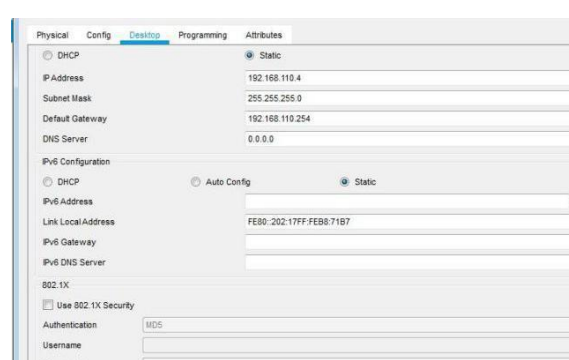 Physical Config Desktop Programming Attributes
DHCP Static
IP Address 192.168.110.4
Subnet Mask 255.255.255.0
Default Gateway 192.168.110.254
DNS Server 0.0.0.0
IPv6 Configuration
DHCP Auto Config Static
IPv6 Address
Link Local Address FE80::202:17FF:FEB8:71B7
IPv6 Gateway
IPv6 DNS Server
802.1X
Use 802.1X Security
Authentication MD5
Username